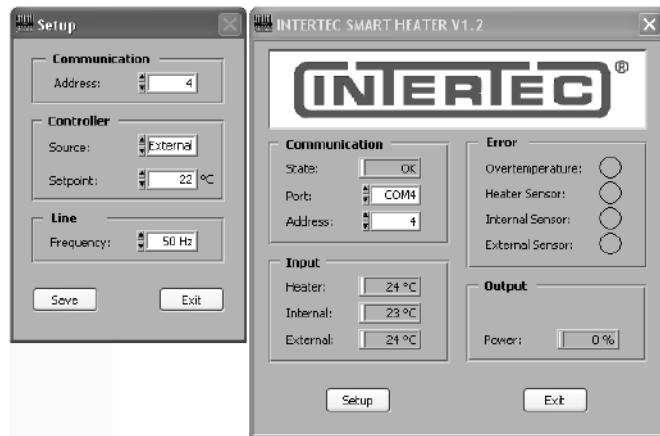 Setup
Communication
Address: 4
Controller
Source: External
Setpoint: 22 °C
Line
Frequency: 50 Hz
Save Exit
INTERTEC SMART HEATER V1.2
INTERTEC®
Communication
State: OK
Port: COM4
Address: 4
Input
Heater: 24 °C
Internal: 23 °C
External: 24 °C
Error
Overtemperature:
Heater Sensor:
Internal Sensor:
External Sensor:
Output
Power: 0 %
Setup Exit